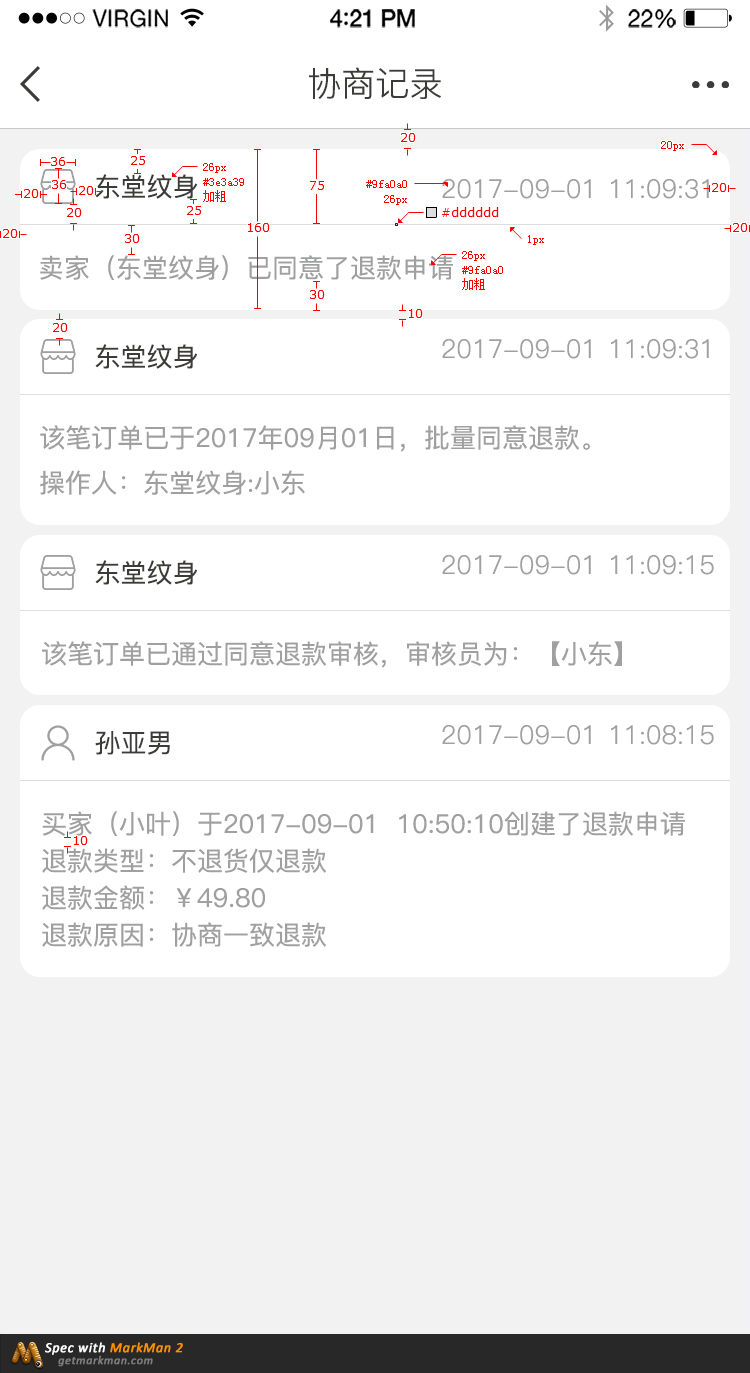 VIRGIN 4:21 PM 22%
协商记录
20
36 25 26px 20px
36 20 #3e3a39 75 #9fa0a0
20 东堂纹身 加粗 26px 2017-09-01 11:09:31 20
20 25 #dddddd
20 30 160 1px 20
26px
卖家（东堂纹身）已同意了退款申请 #9fa0a0
加粗
30
10
20
东堂纹身 2017-09-01 11:09:31
该笔订单已于2017年09月01日，批量同意退款。
操作人：东堂纹身:小东
东堂纹身 2017-09-01 11:09:15
该笔订单已通过同意退款审核，审核员为：【小东】
孙亚男 2017-09-01 11:08:15
买家（小叶）于2017-09-01 10:50:10创建了退款申请
10
退款类型：不退货仅退款
退款金额：￥49.80
退款原因：协商一致退款
Spec with MarkMan 2
getmarkman.com